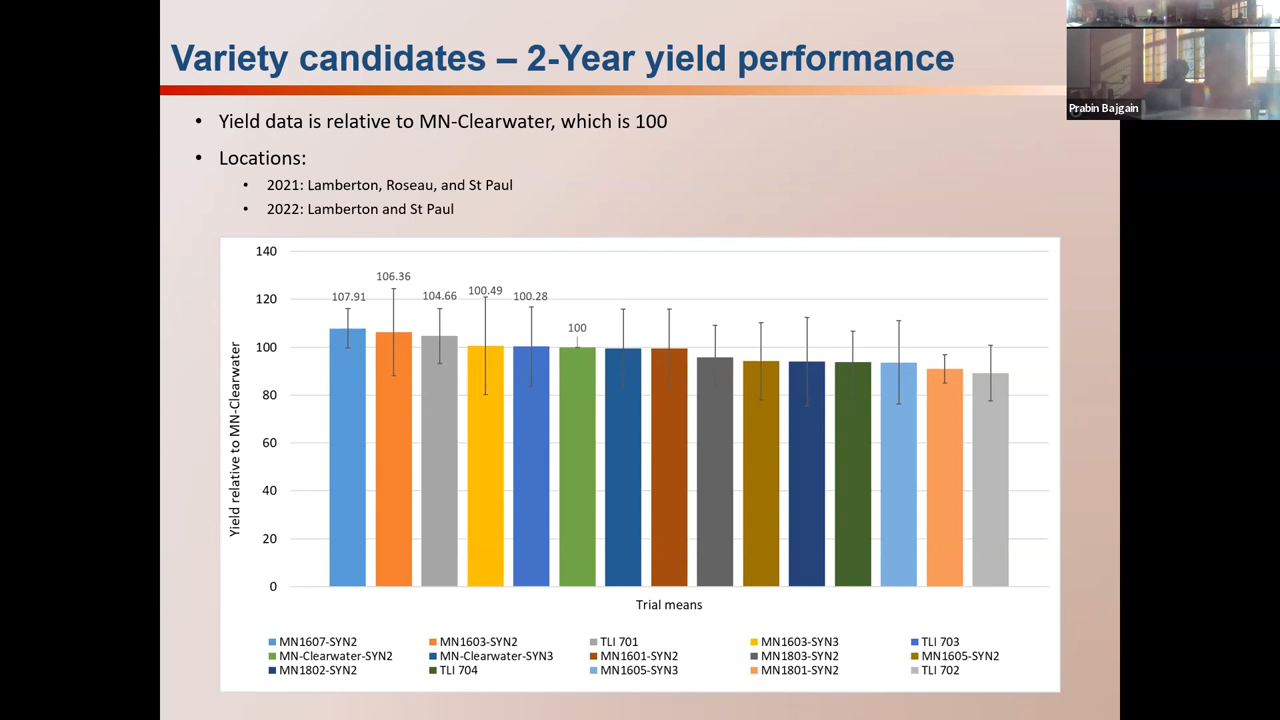 Variety candidates – 2-Year yield performance
Prabin Bajgain
• Yield data is relative to MN-Clearwater, which is 100
• Locations:
• 2021: Lamberton, Roseau, and St Paul
• 2022: Lamberton and St Paul
Yield relative to MN-Clearwater
140
120
100
80
60
40
20
0
107.91
106.36
104.66
100.49
100.28
100
Trial means
MN1607-SYN2 MN1603-SYN2 TLI 701 MN1603-SYN3 TLI 703
MN-Clearwater-SYN2 MN-Clearwater-SYN3 MN1601-SYN2 MN1803-SYN2 MN1605-SYN2
MN1802-SYN2 TLI 704 MN1605-SYN3 MN1801-SYN2 TLI 702